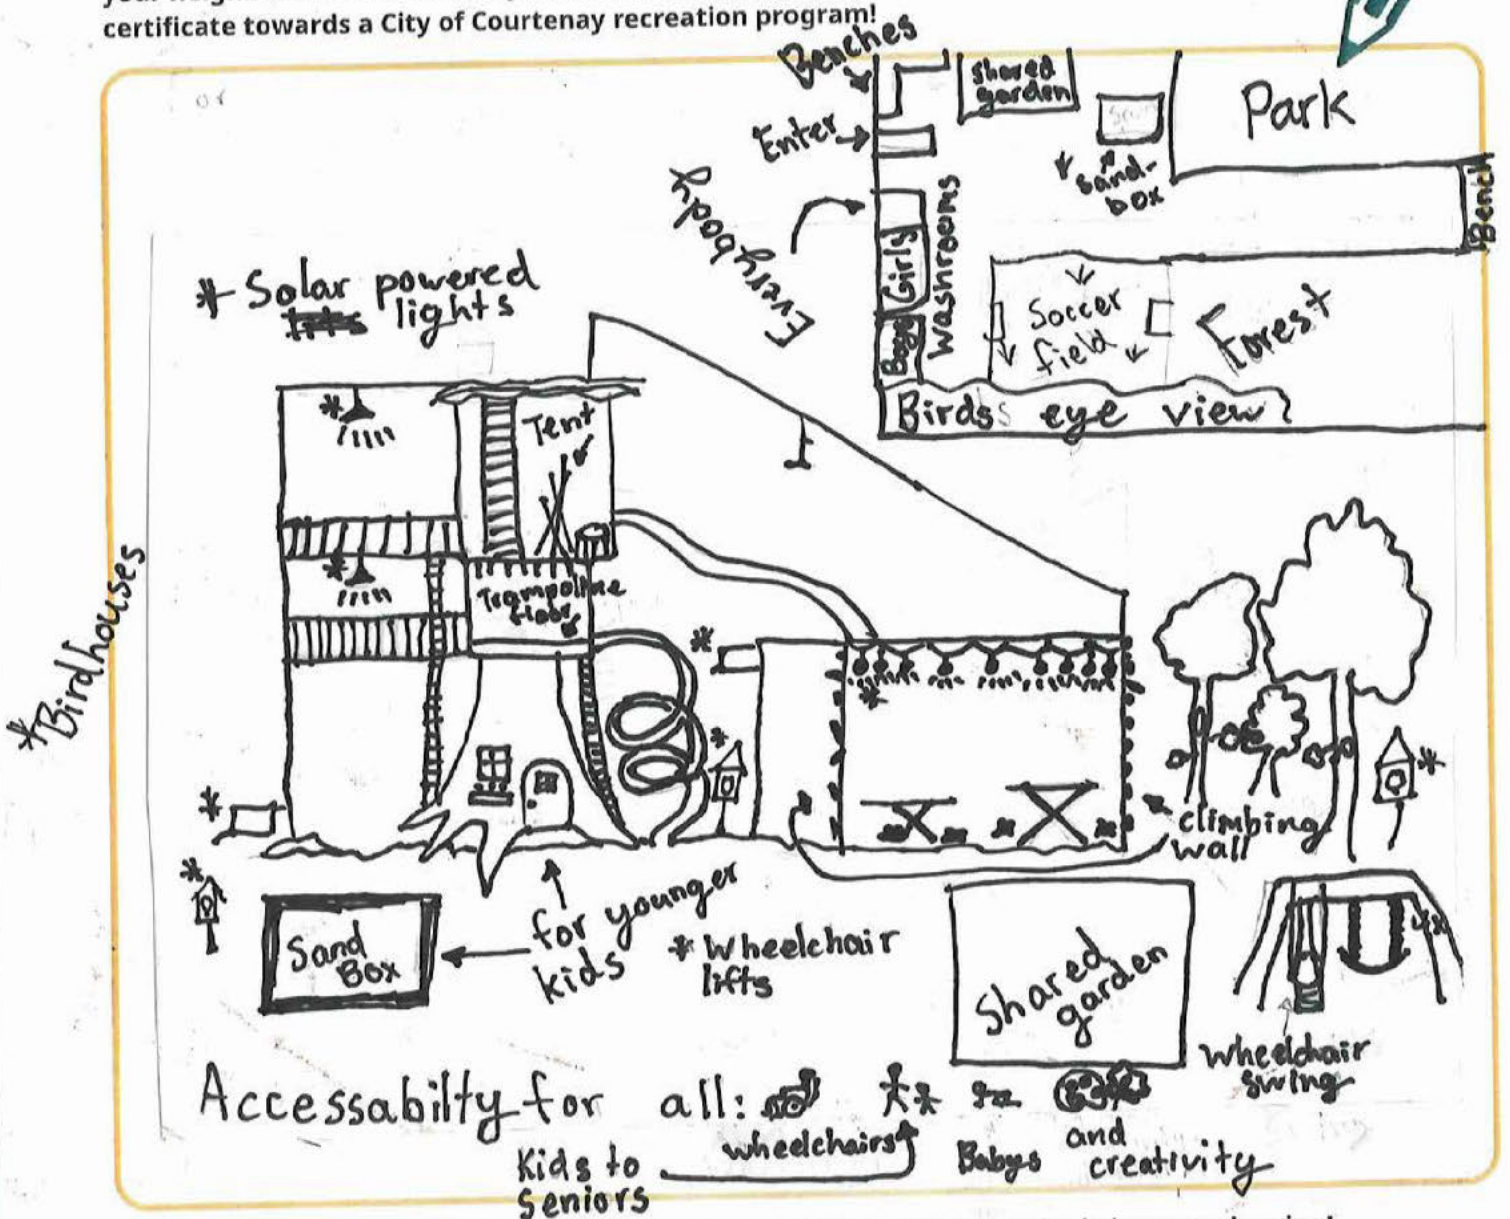 certificate towards a City of Courtenay recreation program!
Benches
shared
garden
Park
Enter
Sand-
box
Bench
Everybody
Girls
Boys
Washrooms
Soccer
field
Forest
Birds eye view
* Solar powered
lights
*
Tent
*
Trampoline
floor
*Birdhouses
*
*
*
*
*
*
climbing
wall
Sand
Box
for younger
kids
* Wheelchair
lifts
Shared
garden
wheelchair
swing
Accessabilty for all:
wheelchairs
Kids to
seniors
Babys
and
creativity